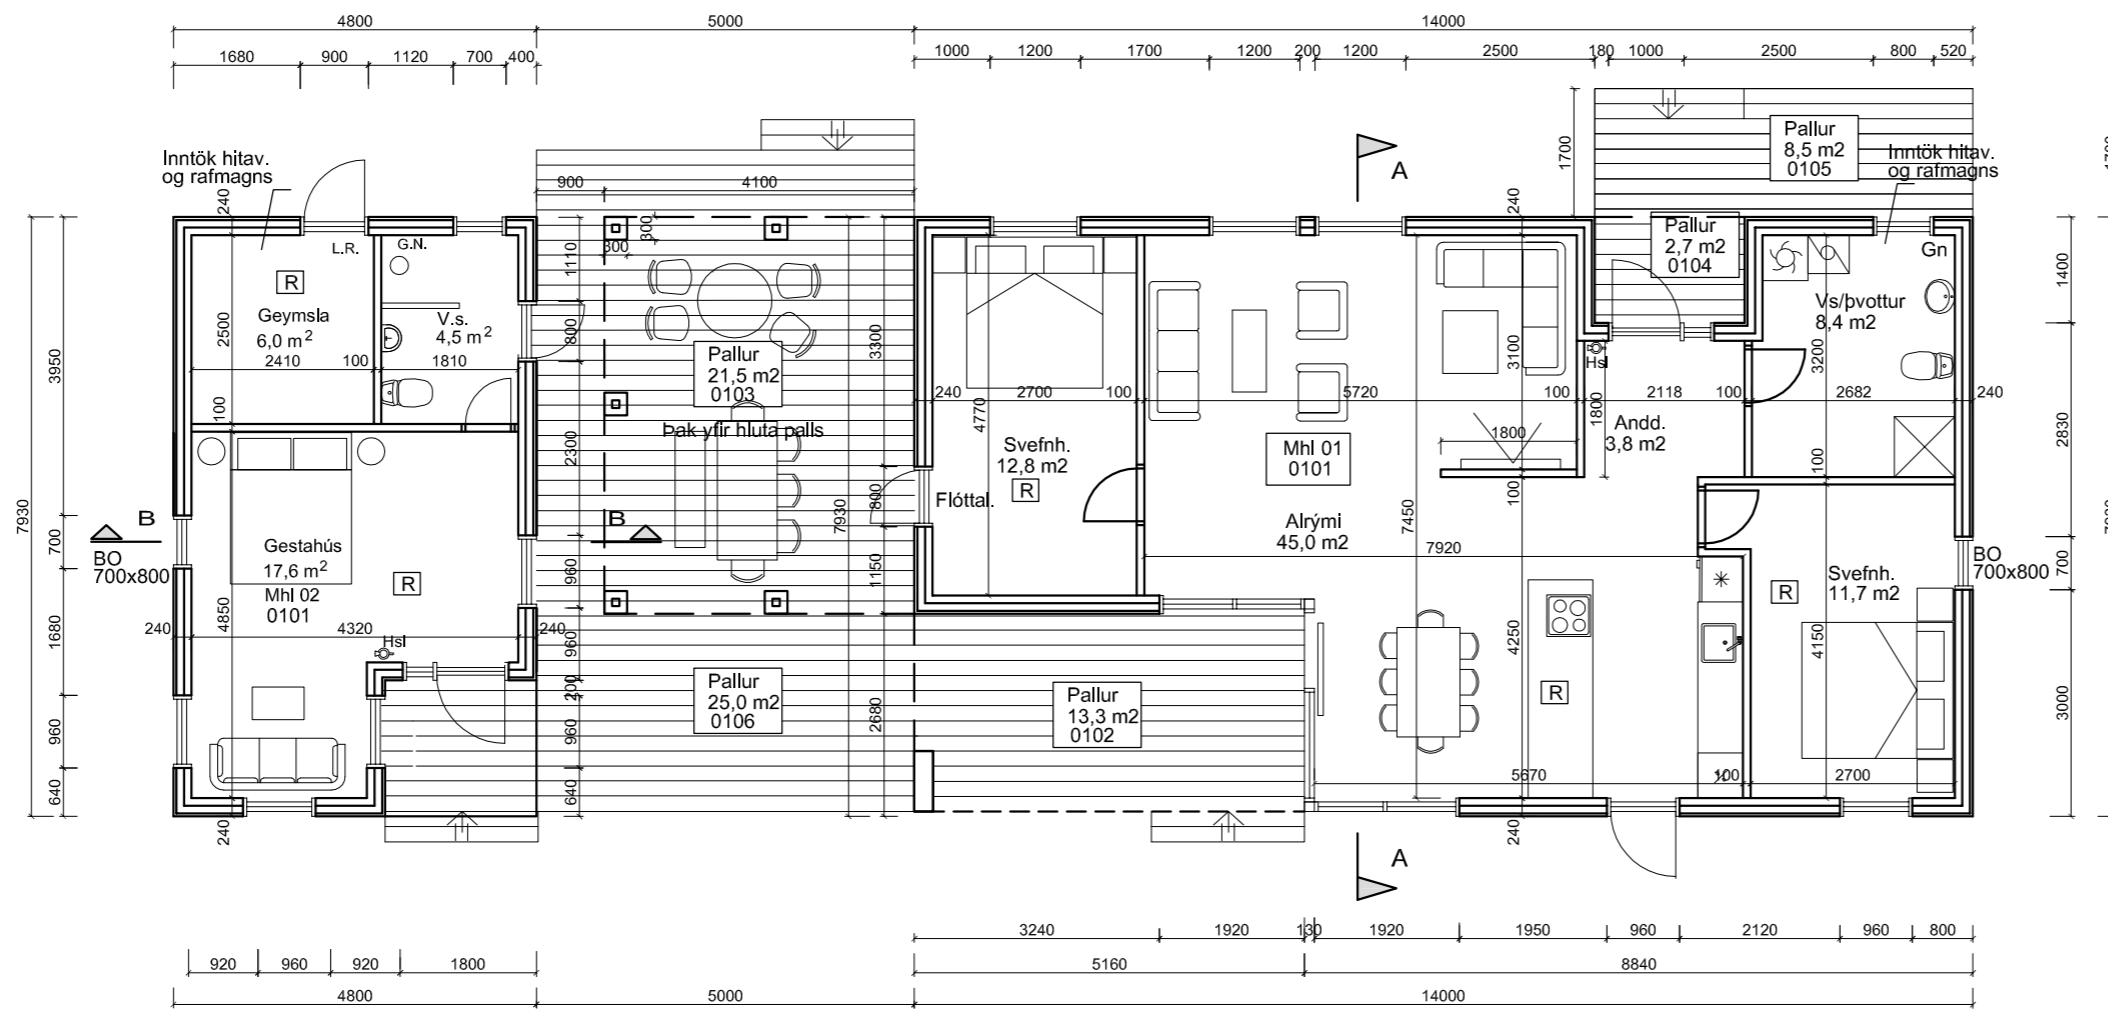 4800 5000 14000
1680 900 1120 700 400 1000 1200 1700 1200 200 1200 2500 180 1000 2500 800 520
Inntök hitav.
og rafmagns
240
L.R.
G.N.
R
Geymsla
6,0 m²
2500
2410 100 1810
V.s.
4,5 m²
100
3950
7930
700
1680
960
640
B
BO
700x800
Gestahús
17,6 m²
Mhl 02
0101
R
4850
240 4320 240
Hsl
240
900 4100
300
300
1110
800
2300
960
960
200
960
640
Pallur
21,5 m2
0103
Þak yfir hluta palls
B
7930
3300
800
1150
2680
Pallur
25,0 m2
0106
Pallur
13,3 m2
0102
240 2700 100 5720 100 2118 100 2682 240
4770
Svefnh.
12,8 m2
R
Flóttal.
A
1700
240
Mhl 01
0101
Alrými
45,0 m2
7450
7920
3100
1800
100
4250
1800
Hsl
Andd.
3,8 m2
Pallur
8,5 m2
0105
Pallur
2,7 m2
0104
Inntök hitav.
og rafmagns
Gn
Vs/þvottur
8,4 m2
3200
100
R
Svefnh.
11,7 m2
R
4150
5670 100 2700
240
BO
700x800
1400
2830
700
3000
A
3240 1920 130 1920 1950 960 2120 960 800
920 960 920 1800 5160 8840
4800 5000 14000